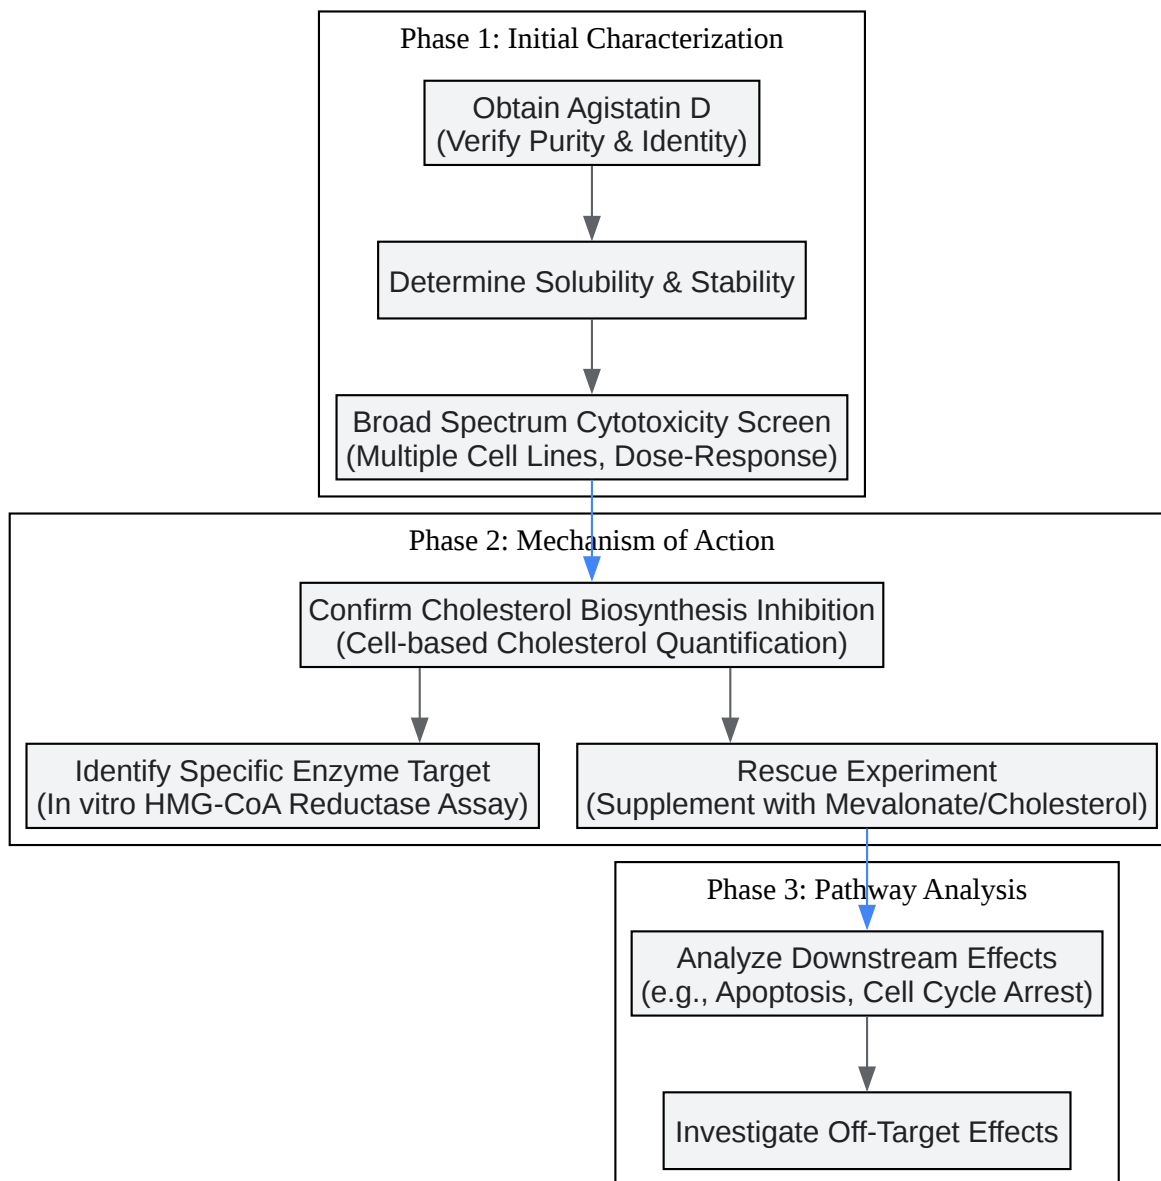 Phase 1: Initial Characterization
Obtain Agistatin D
(Verify Purity & Identity)
Determine Solubility & Stability
Broad Spectrum Cytotoxicity Screen
(Multiple Cell Lines, Dose-Response)
Phase 2: Mechanism of Action
Confirm Cholesterol Biosynthesis Inhibition
(Cell-based Cholesterol Quantification)
Identify Specific Enzyme Target
(In vitro HMG-CoA Reductase Assay)
Rescue Experiment
(Supplement with Mevalonate/Cholesterol)
Phase 3: Pathway Analysis
Analyze Downstream Effects
(e.g., Apoptosis, Cell Cycle Arrest)
Investigate Off-Target Effects